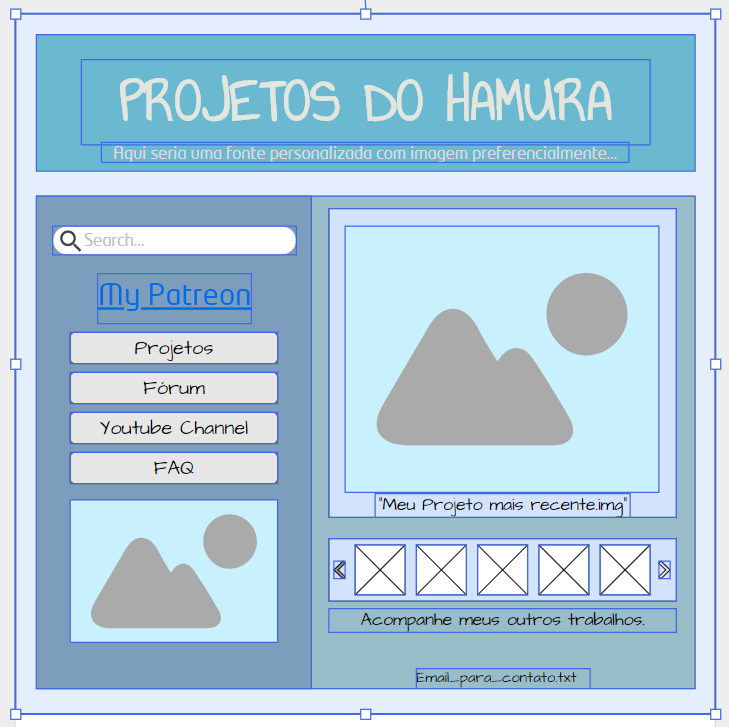 PROJETOS DO HAMURA
Aqui seria uma fonte personalizada com imagem preferencialmente...
Search...
My Patreon
Projetos
Fórum
Youtube Channel
FAQ
"Meu Projeto mais recente.img"
Acompanhe meus outros trabalhos.
Email_para_contato.txt